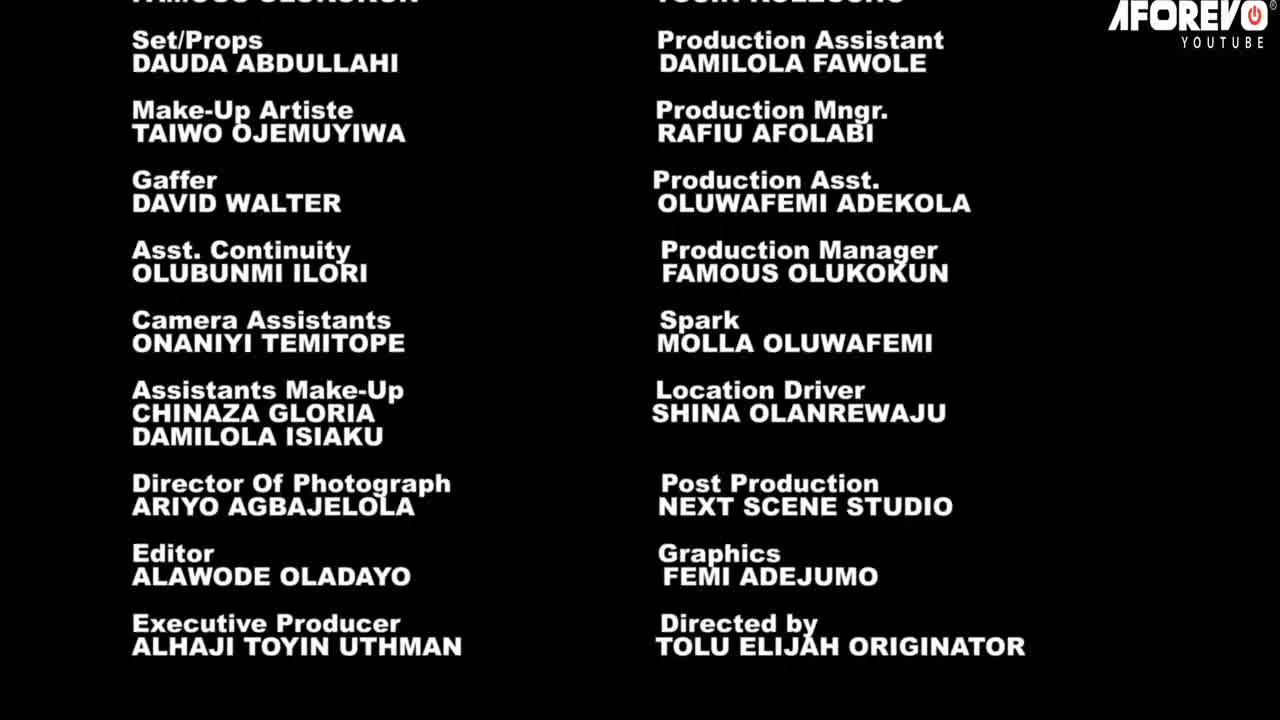 AFOREVO
YOUTUBE
Set/Props
DAUDA ABDULLAHI
Make-Up Artiste
TAIWO OJEMUYIWA
Gaffer
DAVID WALTER
Asst. Continuity
OLUBUNMI ILORI
Camera Assistants
ONANIYI TEMITOPE
Assistants Make-Up
CHINAZA GLORIA
DAMILOLA ISIAKU
Director Of Photograph
ARIYO AGBAJELOLA
Editor
ALAWODE OLADAYO
Executive Producer
ALHAJI TOYIN UTHMAN
Production Assistant
DAMILOLA FAWOLE
Production Mngr.
RAFIU AFOLABI
Production Asst.
OLUWAFEMI ADEKOLA
Production Manager
FAMOUS OLUKOKUN
Spark
MOLLA OLUWAFEMI
Location Driver
SHINA OLANREWAJU
Post Production
NEXT SCENE STUDIO
Graphics
FEMI ADEJUMO
Directed by
TOLU ELIJAH ORIGINATOR